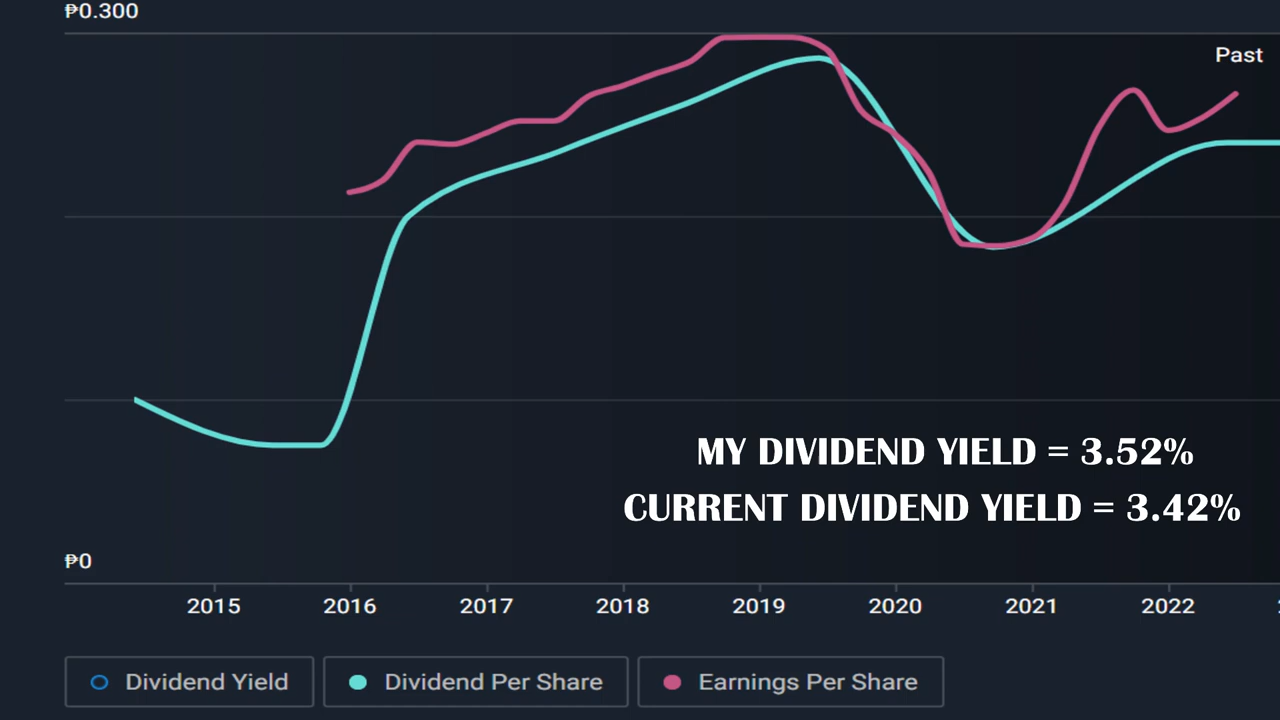 ₱0.300
Past
MY DIVIDEND YIELD = 3.52%
CURRENT DIVIDEND YIELD = 3.42%
₱0
2015 2016 2017 2018 2019 2020 2021 2022
Dividend Yield Dividend Per Share Earnings Per Share